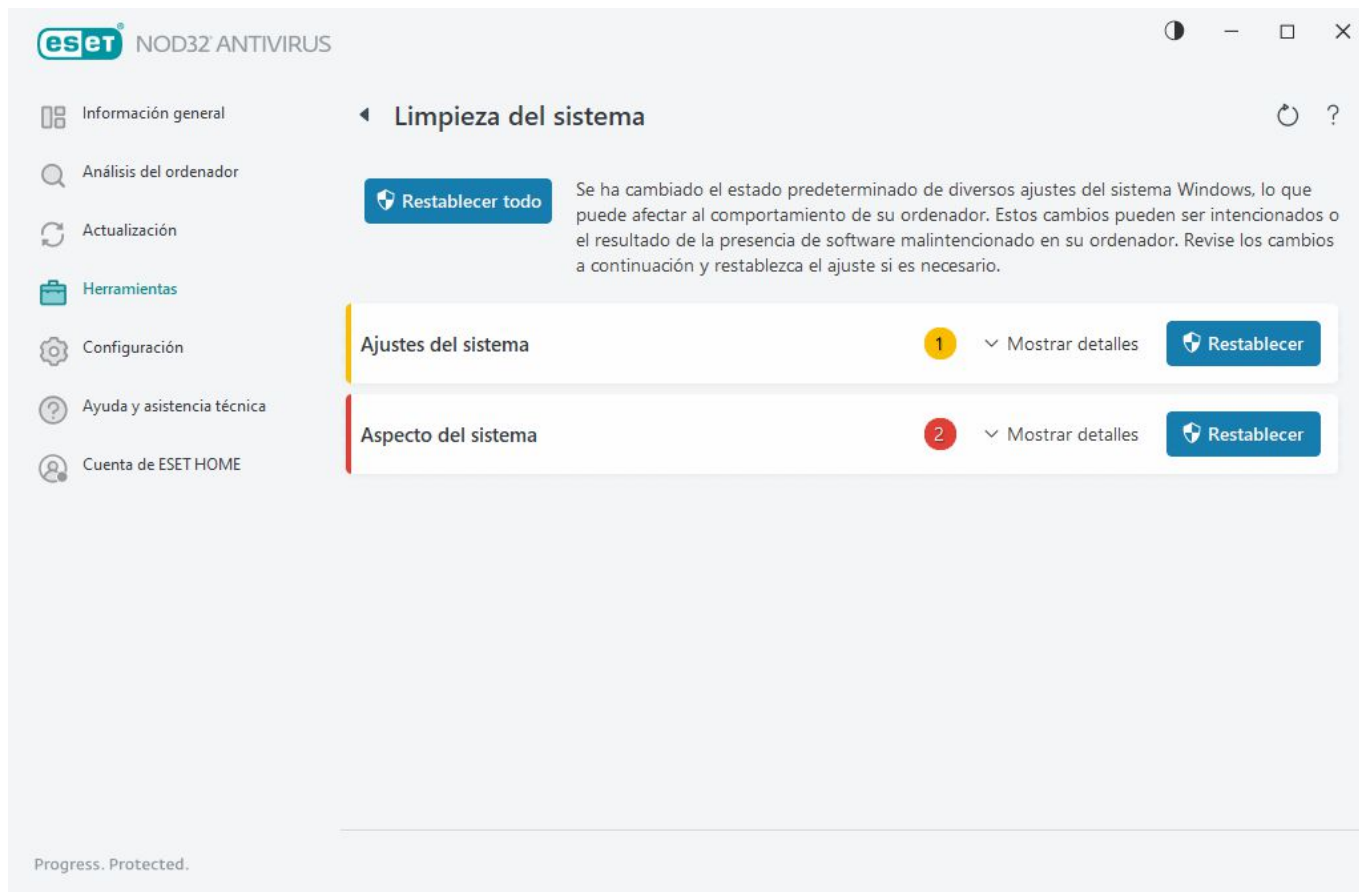 eseT® NOD32® ANTIVIRUS
Información general
Análisis del ordenador
Actualización
Herramientas
Configuración
Ayuda y asistencia técnica
Cuenta de ESET HOME
Limpieza del sistema
?
Restablecer todo
Se ha cambiado el estado predeterminado de diversos ajustes del sistema Windows, lo que
puede afectar al comportamiento de su ordenador. Estos cambios pueden ser intencionados o
el resultado de la presencia de software malintencionado en su ordenador. Revise los cambios
a continuación y restablezca el ajuste si es necesario.
Ajustes del sistema 1 Mostrar detalles Restablecer
Aspecto del sistema 2 Mostrar detalles Restablecer
Progress. Protected.